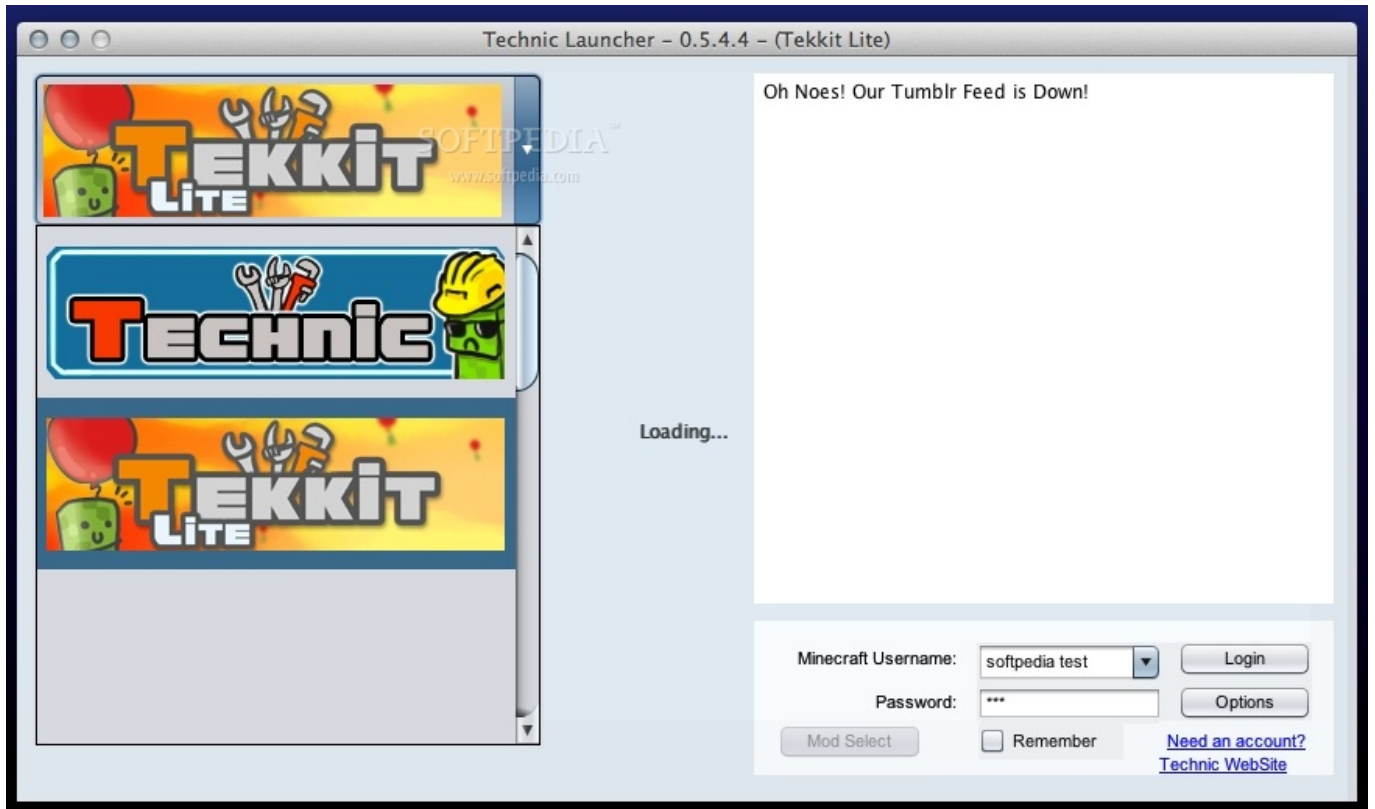 Technic Launcher – 0.5.4.4 – (Tekkit Lite)
TEKKIT
LITE
SOFTPEDIA™
www.softpedia.com
TECHNIC
TEKKIT
LITE
Loading...
Oh Noes! Our Tumblr Feed is Down!
Minecraft Username: softpedia test Login
Password: *** Options
Mod Select Remember Need an account?
Technic WebSite